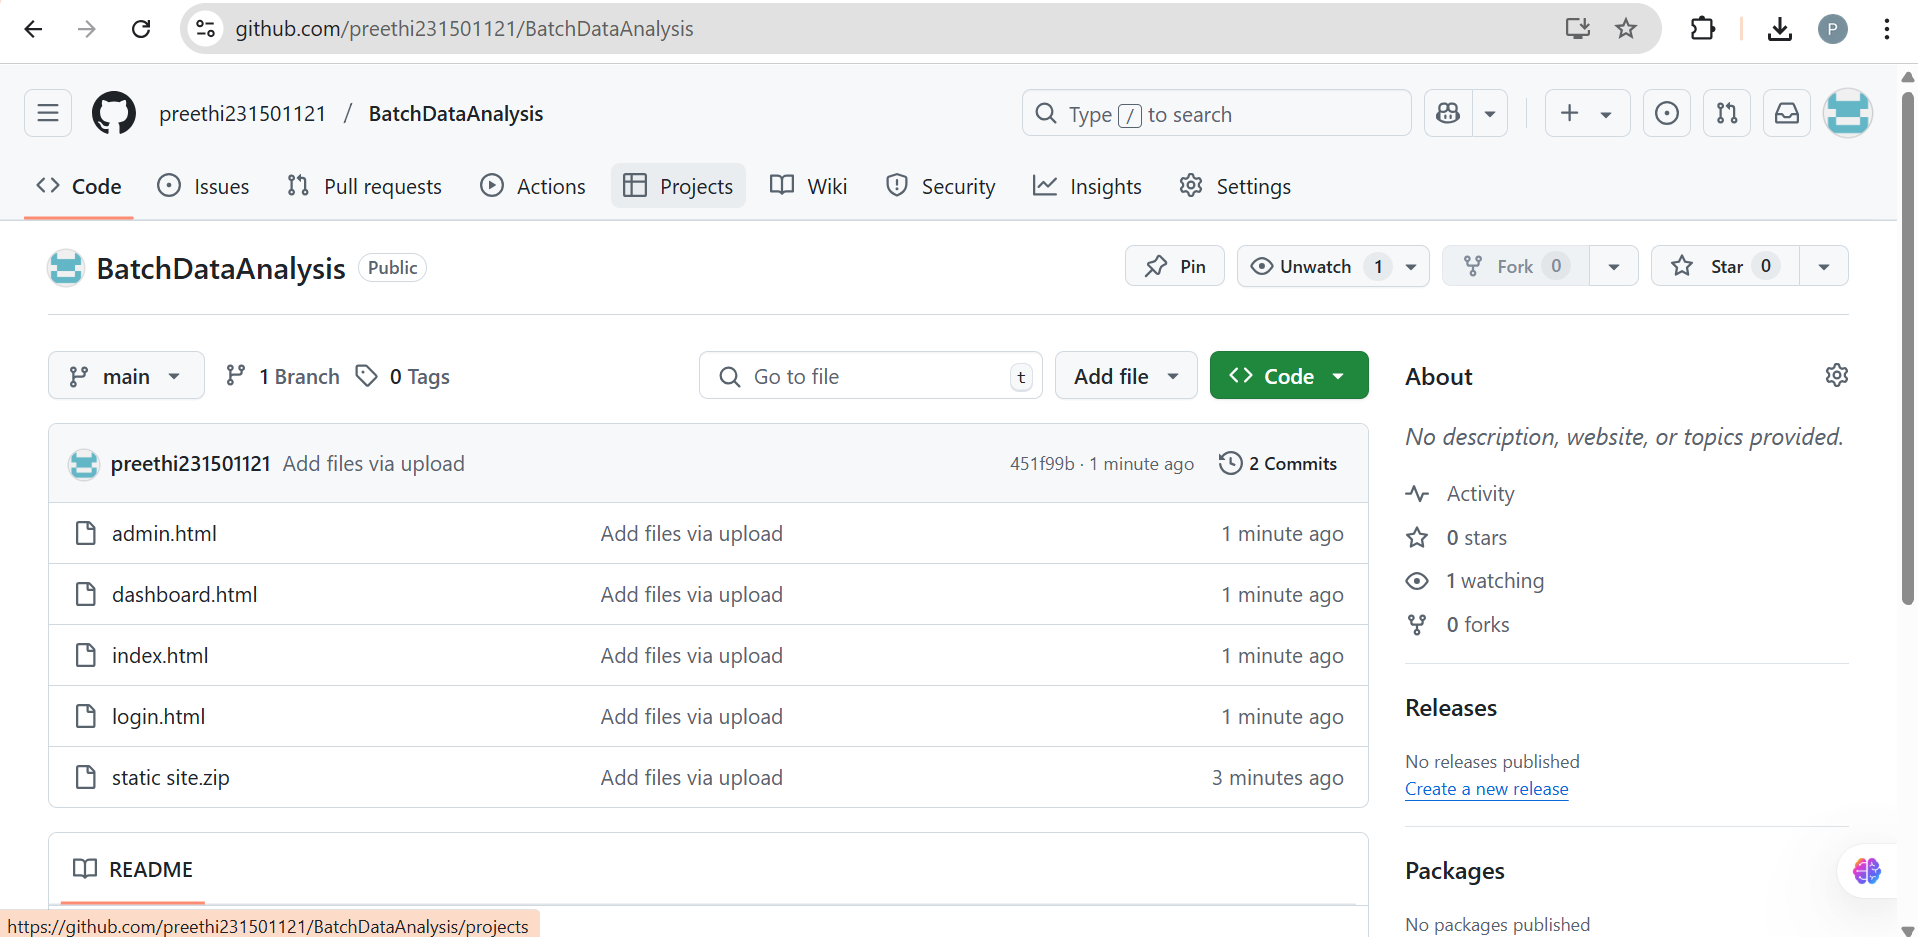 github.com/preethi231501121/BatchDataAnalysis
P
preethi231501121 / BatchDataAnalysis
Type / to search
Code Issues Pull requests Actions Projects Wiki Security Insights Settings
BatchDataAnalysis Public
Pin Unwatch 1 Fork 0 Star 0
main 1 Branch 0 Tags Go to file t Add file Code
preethi231501121 Add files via upload 451f99b · 1 minute ago 2 Commits
admin.html Add files via upload 1 minute ago
dashboard.html Add files via upload 1 minute ago
index.html Add files via upload 1 minute ago
login.html Add files via upload 1 minute ago
static site.zip Add files via upload 3 minutes ago
README
About
No description, website, or topics provided.
Activity
0 stars
1 watching
0 forks
Releases
No releases published
Create a new release
Packages
No packages published
https://github.com/preethi231501121/BatchDataAnalysis/projects